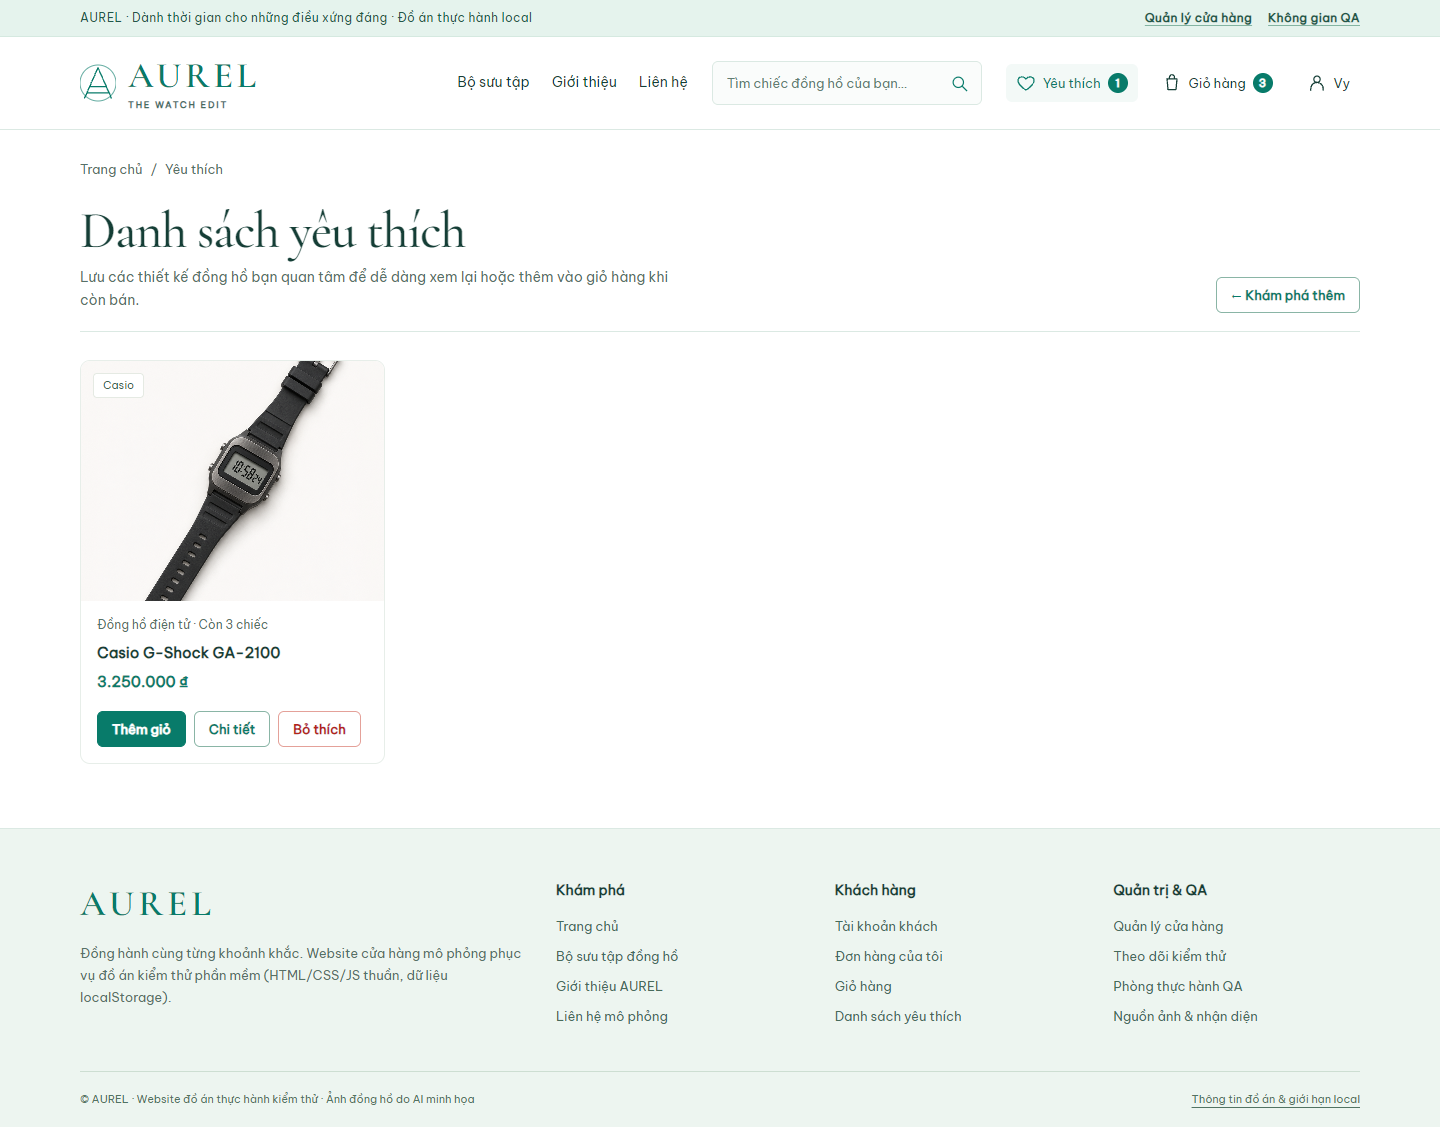 AUREL · Dành thời gian cho những điều xứng đáng · Đồ án thực hành local
Quản lý cửa hàng
Không gian QA
AUREL
THE WATCH EDIT
Bộ sưu tập
Giới thiệu
Liên hệ
Tìm chiếc đồng hồ của bạn...
Yêu thích 1
Giỏ hàng 3
Vy
Trang chủ / Yêu thích
Danh sách yêu thích
Lưu các thiết kế đồng hồ bạn quan tâm để dễ dàng xem lại hoặc thêm vào giỏ hàng khi
còn bán.
← Khám phá thêm
Casio
10:58 24
Đồng hồ điện tử · Còn 3 chiếc
Casio G-Shock GA-2100
3.250.000 ₫
Thêm giỏ
Chi tiết
Bỏ thích
AUREL
Đồng hành cùng từng khoảnh khắc. Website cửa hàng mô phỏng phục
vụ đồ án kiểm thử phần mềm (HTML/CSS/JS thuần, dữ liệu
localStorage).
Khám phá
Trang chủ
Bộ sưu tập đồng hồ
Giới thiệu AUREL
Liên hệ mô phỏng
Khách hàng
Tài khoản khách
Đơn hàng của tôi
Giỏ hàng
Danh sách yêu thích
Quản trị & QA
Quản lý cửa hàng
Theo dõi kiểm thử
Phòng thực hành QA
Nguồn ảnh & nhận diện
© AUREL · Website đồ án thực hành kiểm thử · Ảnh đồng hồ do AI minh họa
Thông tin đồ án & giới hạn local